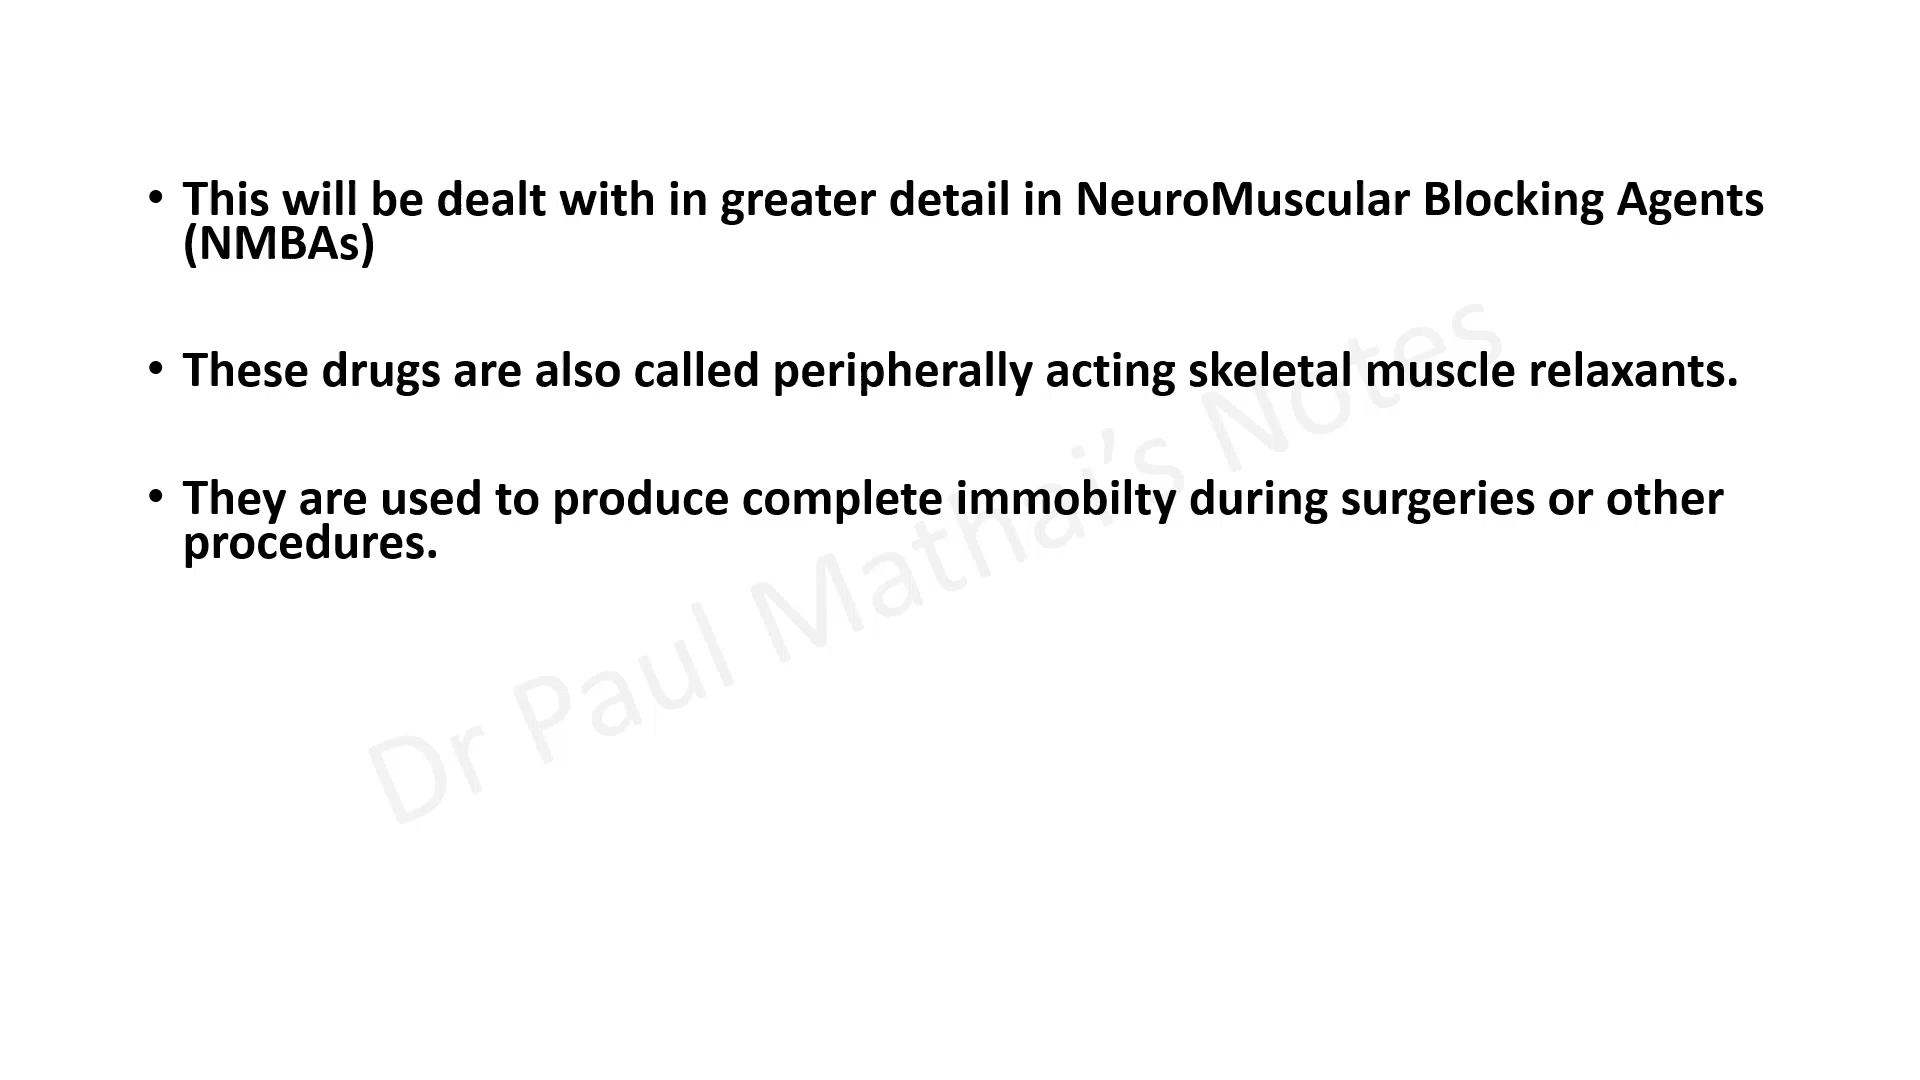 • This will be dealt with in greater detail in NeuroMuscular Blocking Agents
(NMBAs)
• These drugs are also called peripherally acting skeletal muscle relaxants.
• They are used to produce complete immobilty during surgeries or other
procedures.
Dr Paul Mathai's Notes